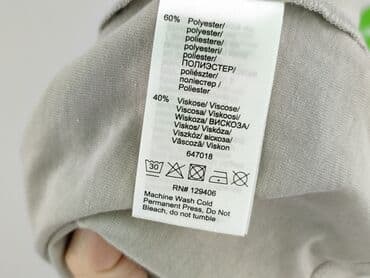 60% Polyester/
polyester/
poliestere/
polyesteri/
poliester/
ПОЛИЭСТЕР/
poliészter/
поліестер/
Poliester
40% Viskose/ Viscose/
Viscosa/ Viskoosi/
Wiskoza/ ВИСКОЗА/
Viskos/ Viskóza/
Viszkóz/ віскоза/
Vâscoză/ Viskon
647018
30
RN# 129406
Machine Wash Cold
Permanent Press, Do Not
Bleach, do not tumble